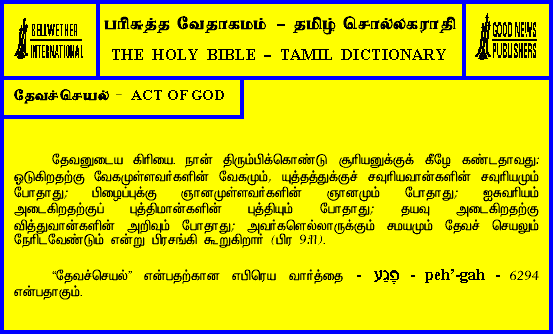 BELLWETHER
INTERNATIONAL
பரிசுத்த வேதாகமம் – தமிழ் சொல்லகராதி
THE HOLY BIBLE – TAMIL DICTIONARY
GOOD NEWS
PUBLISHERS
தேவச்செயல் – ACT OF GOD
தேவனுடைய கிரியை. நான் திரும்பிக்கொண்டு சூரியனுக்குக் கீழே கண்டதாவது:
ஓடுகிறதற்கு வேகமுள்ளவர்களின் வேகமும், யுத்தத்துக்குச் சவுரியவான்களின் சவுரியமும்
போதாது; பிழைப்புக்கு ஞானமுள்ளவர்களின் ஞானமும் போதாது; ஐசுவரியம்
அடைகிறதற்குப் புத்திமான்களின் புத்தியும் போதாது; தயவு அடைகிறதற்கு
வித்துவான்களின் அறிவும் போதாது; அவர்களெல்லாருக்கும் சமயமும் தேவச் செயலும்
நேரிடவேண்டும் என்று பிரசங்கி கூறுகிறார் (பிர 9:11).
“தேவச்செயல்” என்பதற்கான எபிரெய வார்த்தை - פֶּגַע - peh’-gah - 6294
என்பதாகும்.